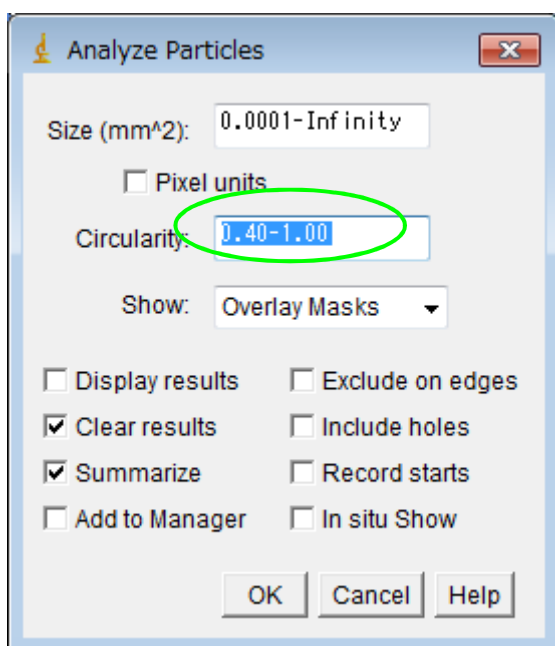 Analyze Particles
Size (mm^2): 0.0001-Infinity
Pixel units
Circularity: 0.40-1.00
Show: Overlay Masks
Display results Exclude on edges
Clear results Include holes
Summarize Record starts
Add to Manager In situ Show
OK Cancel Help